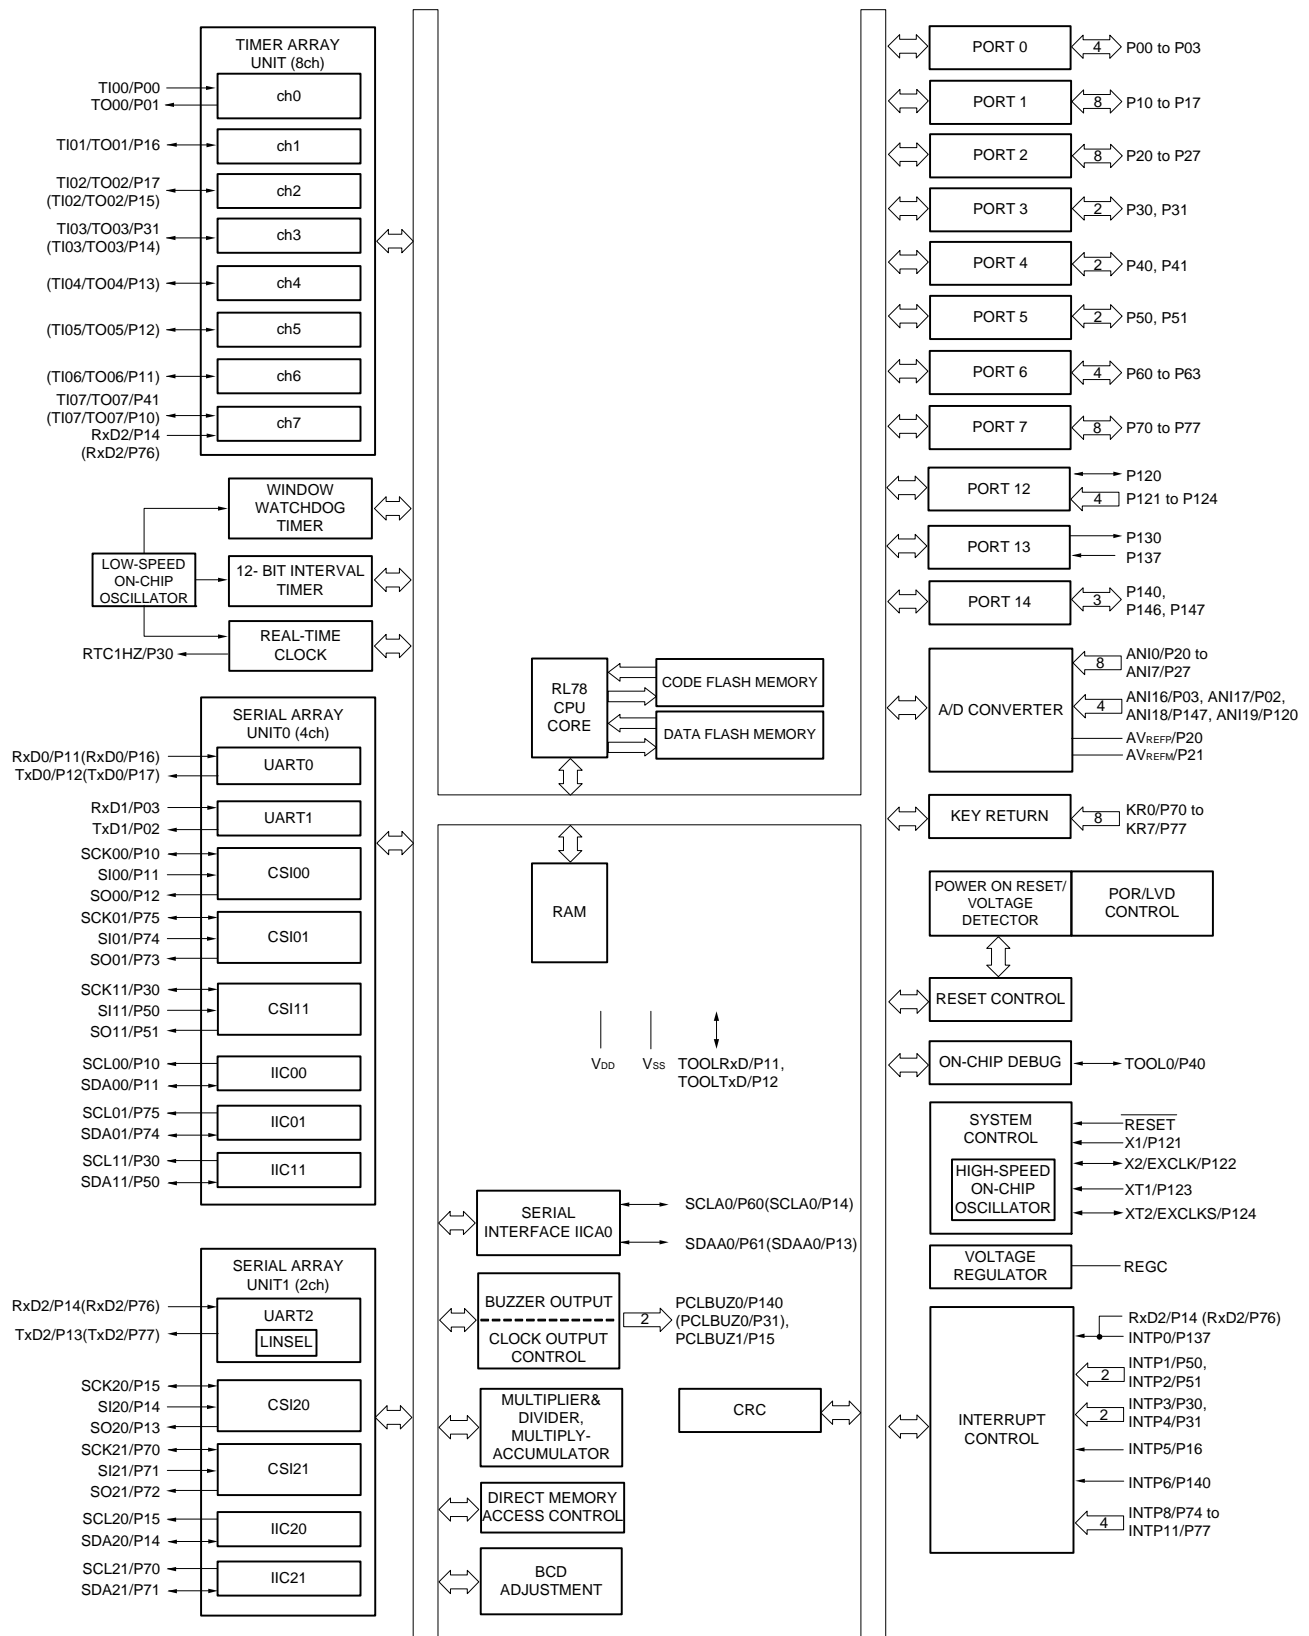 TIMER ARRAY
UNIT (8ch)
TI00/P00
TO00/P01
ch0
TI01/TO01/P16
ch1
TI02/TO02/P17
(TI02/TO02/P15)
ch2
TI03/TO03/P31
(TI03/TO03/P14)
ch3
(TI04/TO04/P13)
ch4
(TI05/TO05/P12)
ch5
(TI06/TO06/P11)
ch6
TI07/TO07/P41
(TI07/TO07/P10)
RxD2/P14
(RxD2/P76)
ch7
WINDOW
WATCHDOG
TIMER
LOW-SPEED
ON-CHIP
OSCILLATOR
12- BIT INTERVAL
TIMER
REAL-TIME
CLOCK
RTC1HZ/P30
SERIAL ARRAY
UNIT0 (4ch)
RxD0/P11(RxD0/P16)
TxD0/P12(TxD0/P17)
UART0
RxD1/P03
TxD1/P02
UART1
SCK00/P10
SI00/P11
SO00/P12
CSI00
SCK01/P75
SI01/P74
SO01/P73
CSI01
SCK11/P30
SI11/P50
SO11/P51
CSI11
SCL00/P10
SDA00/P11
IIC00
SCL01/P75
SDA01/P74
IIC01
SCL11/P30
SDA11/P50
IIC11
SERIAL ARRAY
UNIT1 (2ch)
RxD2/P14(RxD2/P76)
TxD2/P13(TxD2/P77)
UART2
LINSEL
SCK20/P15
SI20/P14
SO20/P13
CSI20
SCK21/P70
SI21/P71
SO21/P72
CSI21
SCL20/P15
SDA20/P14
IIC20
SCL21/P70
SDA21/P71
IIC21
RL78
CPU
CORE
CODE FLASH MEMORY
DATA FLASH MEMORY
RAM
VDD
VSS
TOOLRxD/P11,
TOOLTxD/P12
SERIAL
INTERFACE IICA0
SCLA0/P60(SCLA0/P14)
SDAA0/P61(SDAA0/P13)
BUZZER OUTPUT
CLOCK OUTPUT
CONTROL
2
PCLBUZ0/P140
(PCLBUZ0/P31),
PCLBUZ1/P15
MULTIPLIER&
DIVIDER,
MULTIPLY-
ACCUMULATOR
CRC
DIRECT MEMORY
ACCESS CONTROL
BCD
ADJUSTMENT
PORT 0
4
P00 to P03
PORT 1
8
P10 to P17
PORT 2
8
P20 to P27
PORT 3
2
P30, P31
PORT 4
2
P40, P41
PORT 5
2
P50, P51
PORT 6
4
P60 to P63
PORT 7
8
P70 to P77
PORT 12
P120
4
P121 to P124
PORT 13
P130
P137
PORT 14
3
P140,
P146, P147
A/D CONVERTER
8
ANI0/P20 to
ANI7/P27
4
ANI16/P03, ANI17/P02,
ANI18/P147, ANI19/P120
AVREFP/P20
AVREFM/P21
KEY RETURN
8
KR0/P70 to
KR7/P77
POWER ON RESET/
VOLTAGE
DETECTOR
POR/LVD
CONTROL
RESET CONTROL
ON-CHIP DEBUG
TOOL0/P40
SYSTEM
CONTROL
HIGH-SPEED
ON-CHIP
OSCILLATOR
RESET
X1/P121
X2/EXCLK/P122
XT1/P123
XT2/EXCLKS/P124
VOLTAGE
REGULATOR
REGC
INTERRUPT
CONTROL
RxD2/P14 (RxD2/P76)
INTP0/P137
2
INTP1/P50,
INTP2/P51
2
INTP3/P30,
INTP4/P31
INTP5/P16
INTP6/P140
4
INTP8/P74 to
INTP11/P77